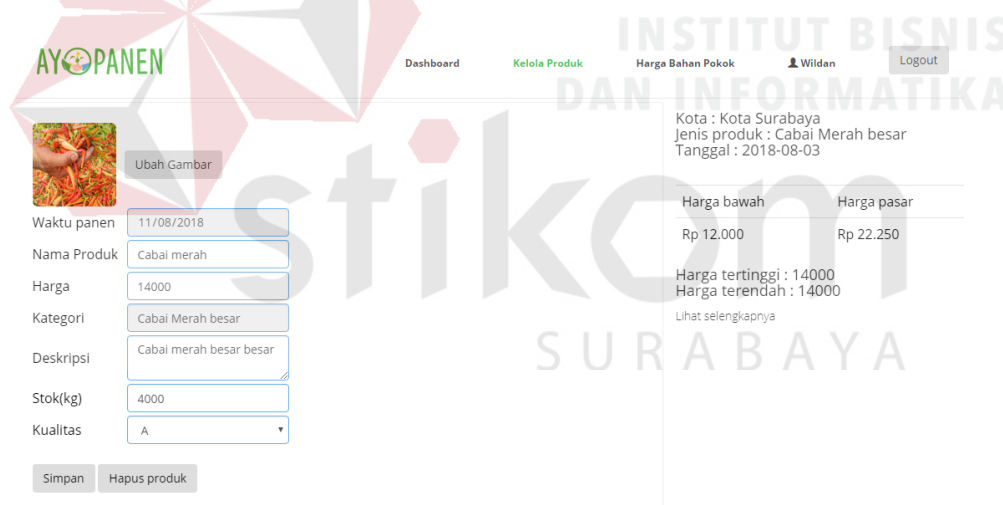 AYOPANEN
Dashboard
Kelola Produk
Harga Bahan Pokok
Wildan
Logout
INSTITUT BISNIS
DAN INFORMATIKA
stikom
SURABAYA
Ubah Gambar
Waktu panen 11/08/2018
Nama Produk Cabai merah
Harga 14000
Kategori Cabai Merah besar
Deskripsi Cabai merah besar besar
Stok(kg) 4000
Kualitas A
Simpan Hapus produk
Kota : Kota Surabaya
Jenis produk : Cabai Merah besar
Tanggal : 2018-08-03
Harga bawah Harga pasar
Rp 12.000 Rp 22.250
Harga tertinggi : 14000
Harga terendah : 14000
Lihat selengkapnya